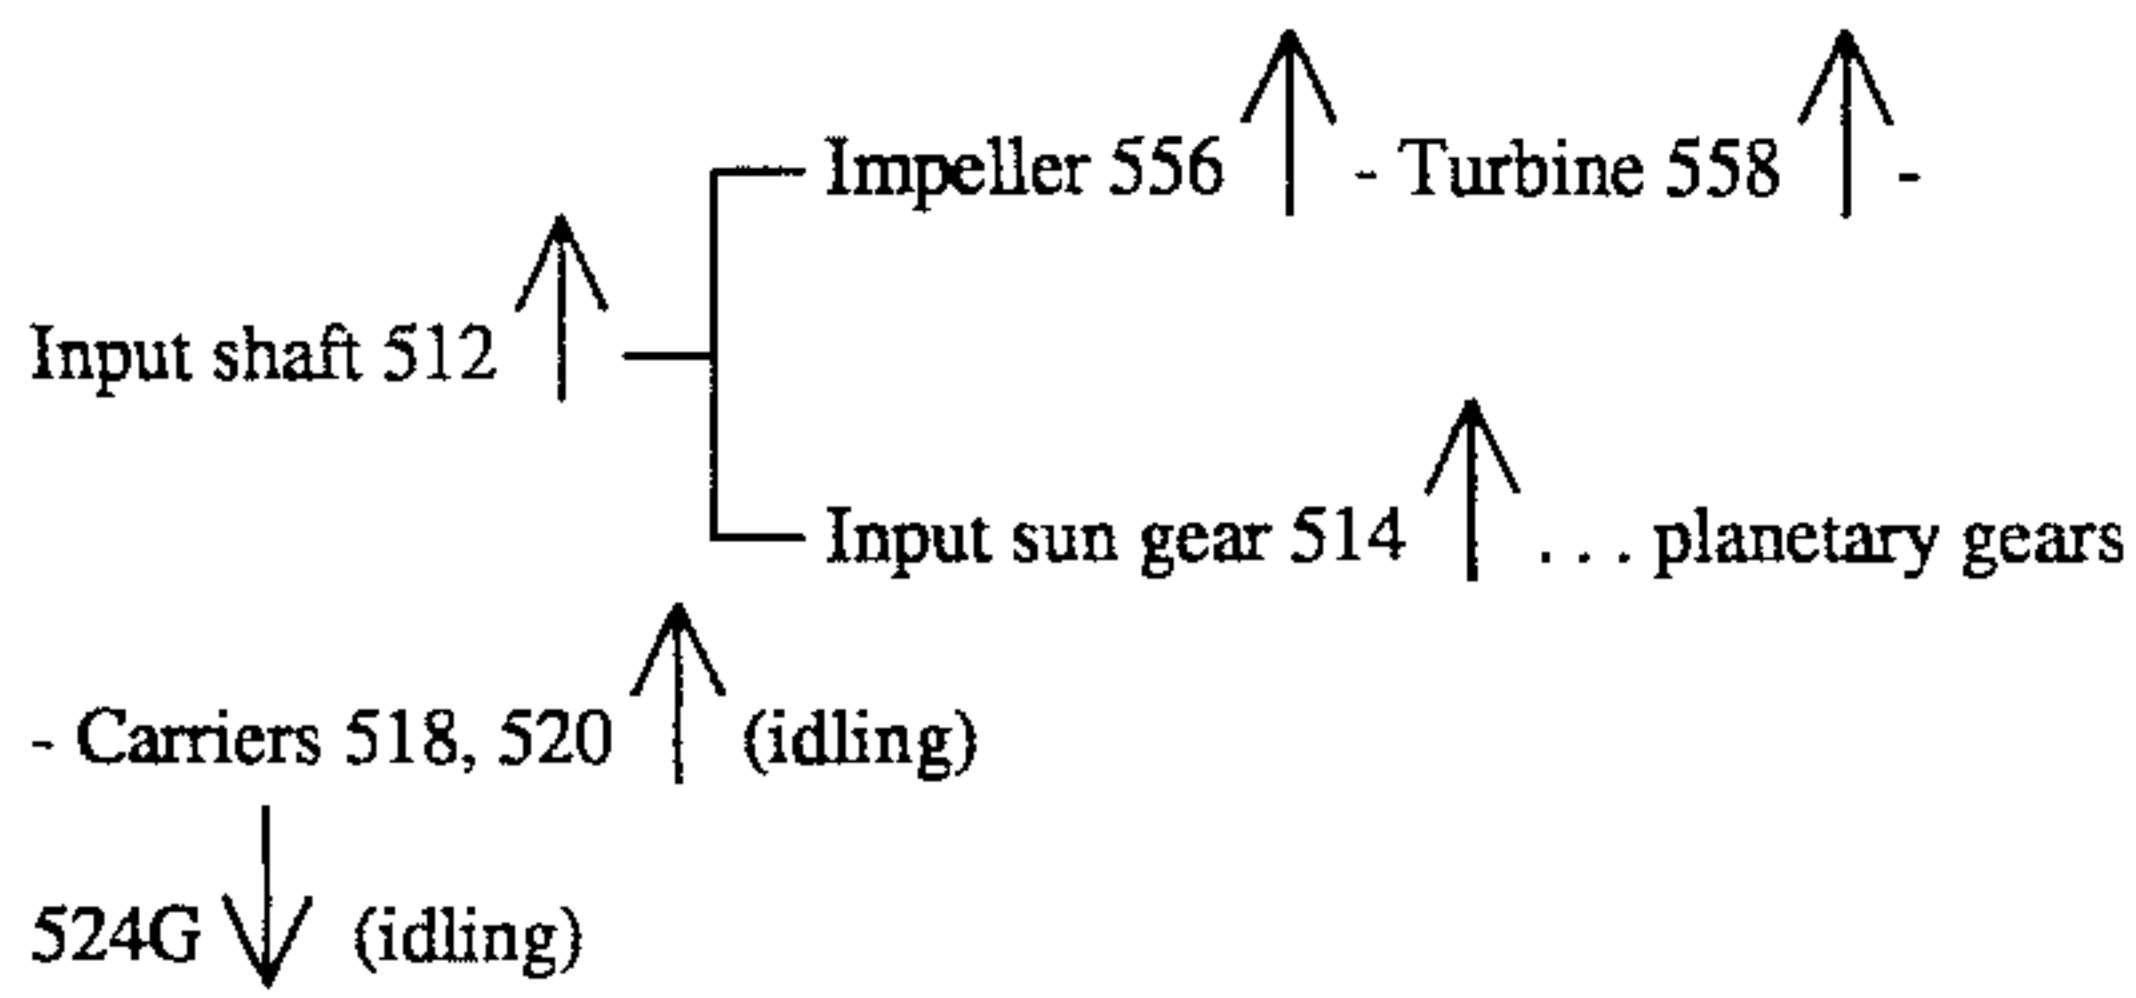 Impeller 556 ↑ - Turbine 558 ↑ -
Input shaft 512 ↑
Input sun gear 514 ↑ . . . planetary gears
- Carriers 518, 520 ↑ (idling)
524G ↓ (idling)